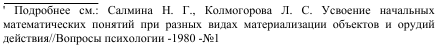 ' Подробнее см.: Салмина Н. Г., Колмогорова Л. С. Усвоение начальных
математических понятий при разных видах материализации объектов и орудий
действия//Вопросы психологии -1980 -№1